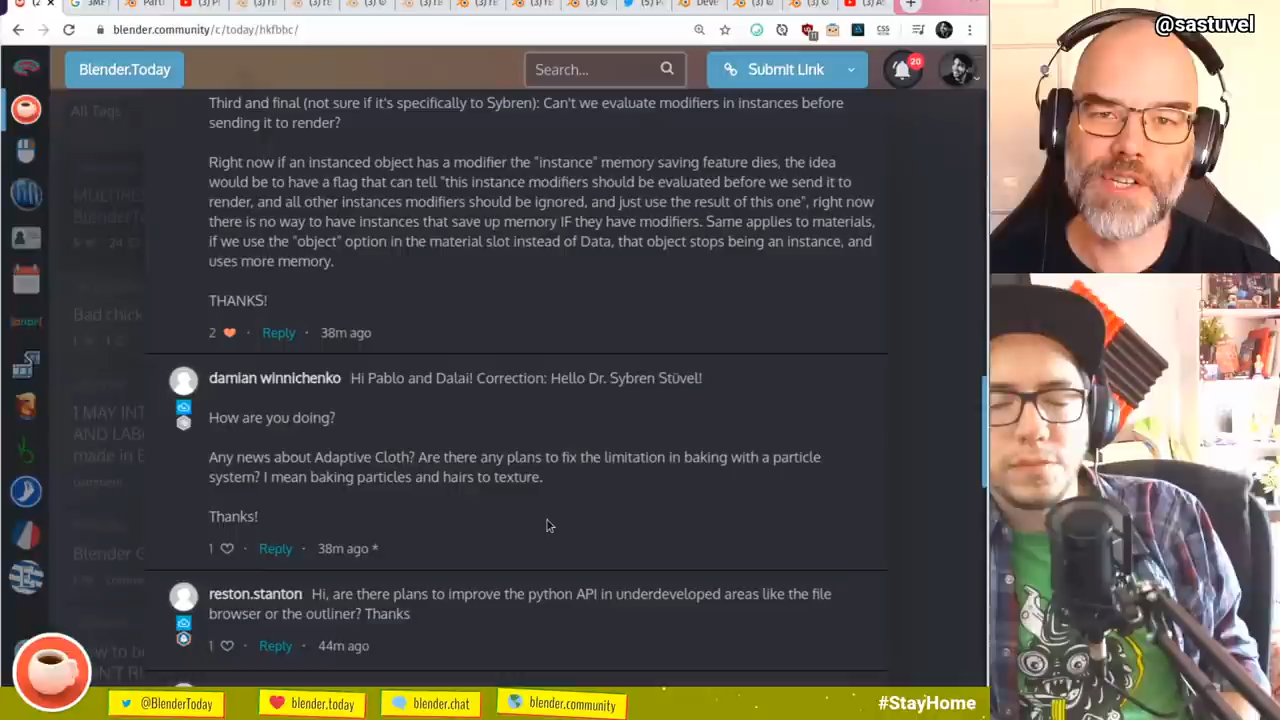 @sastuvel
blender.community/c/today/hkfbhc/
Blender.Today
Search...
Submit Link
20
All Tags
Third and final (not sure if it's specifically to Sybren): Can't we evaluate modifiers in instances before
sending it to render?
Right now if an instanced object has a modifier the "instance" memory saving feature dies, the idea
would be to have a flag that can tell "this instance modifiers should be evaluated before we send it to
render, and all other instances modifiers should be ignored, and just use the result of this one", right now
there is no way to have instances that save up memory IF they have modifiers. Same applies to materials,
if we use the "object" option in the material slot instead of Data, that object stops being an instance, and
uses more memory.
THANKS!
2 Reply · 38m ago
damian winnichenko Hi Pablo and Dalai! Correction: Hello Dr. Sybren Stüvel!
How are you doing?
Any news about Adaptive Cloth? Are there any plans to fix the limitation in baking with a particle
system? I mean baking particles and hairs to texture.
Thanks!
1 Reply · 38m ago *
reston.stanton Hi, are there plans to improve the python API in underdeveloped areas like the file
browser or the outliner? Thanks
1 Reply · 44m ago
@BlenderToday
blender.today
blender.chat
blender.community
#StayHome